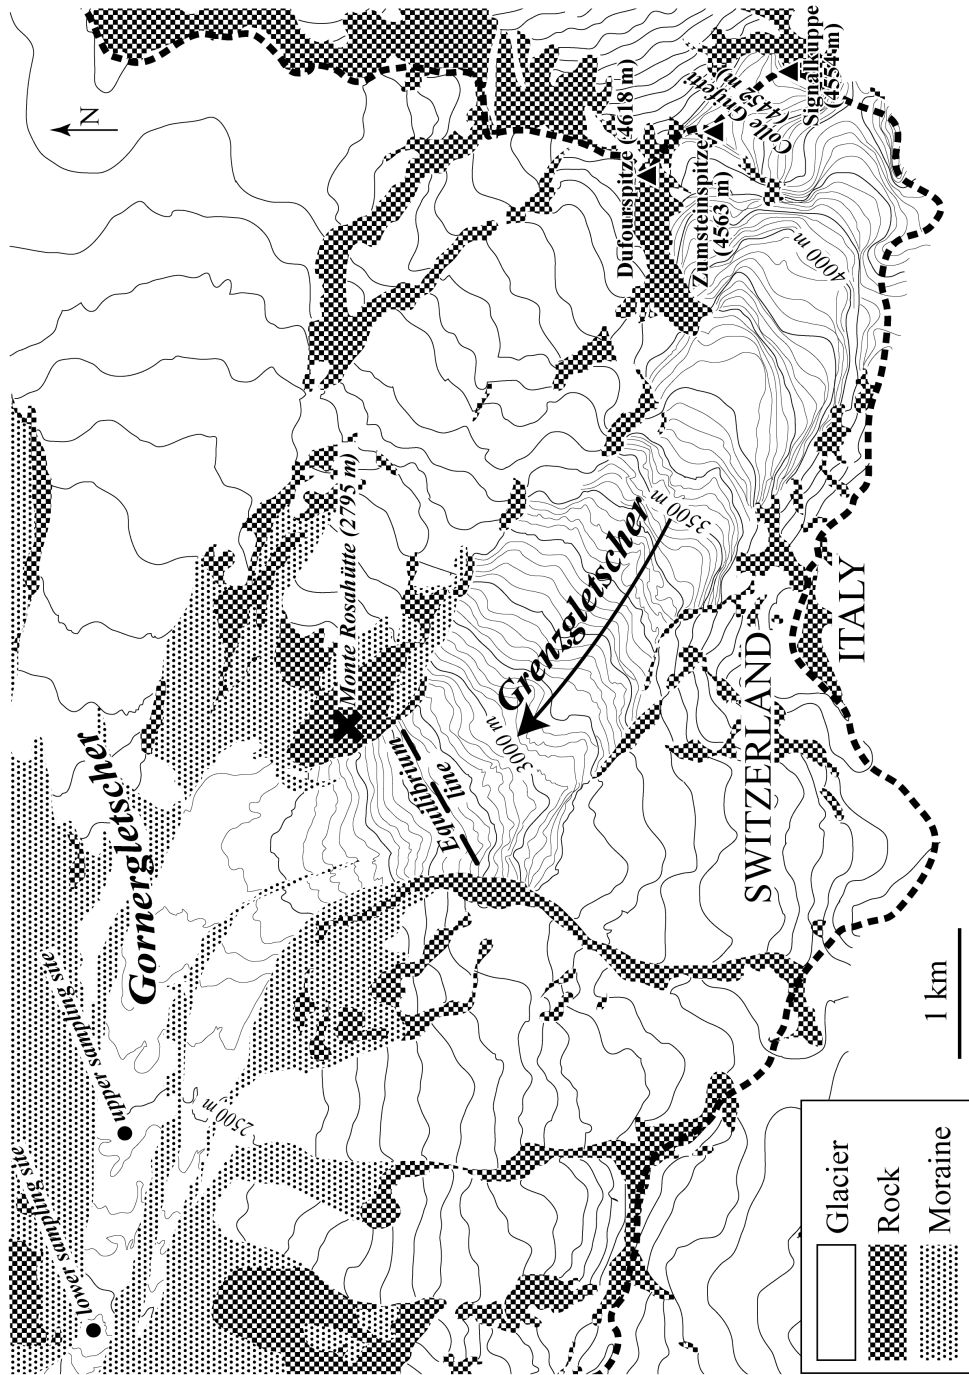 N
Dufourspitze (4618 m)
Zumsteinspitze
(4563 m)
Colle Gnifetti
(4452 m)
Signalkuppe
(4554 m)
4000 m
Monte Rosahütte (2795 m)
Grenzgletscher
3500 m
3000 m
Equilibrium
line
Gornergletscher
upper sampling site
lower sampling site
2500 m
SWITZERLAND
ITALY
1 km
Glacier
Rock
Moraine